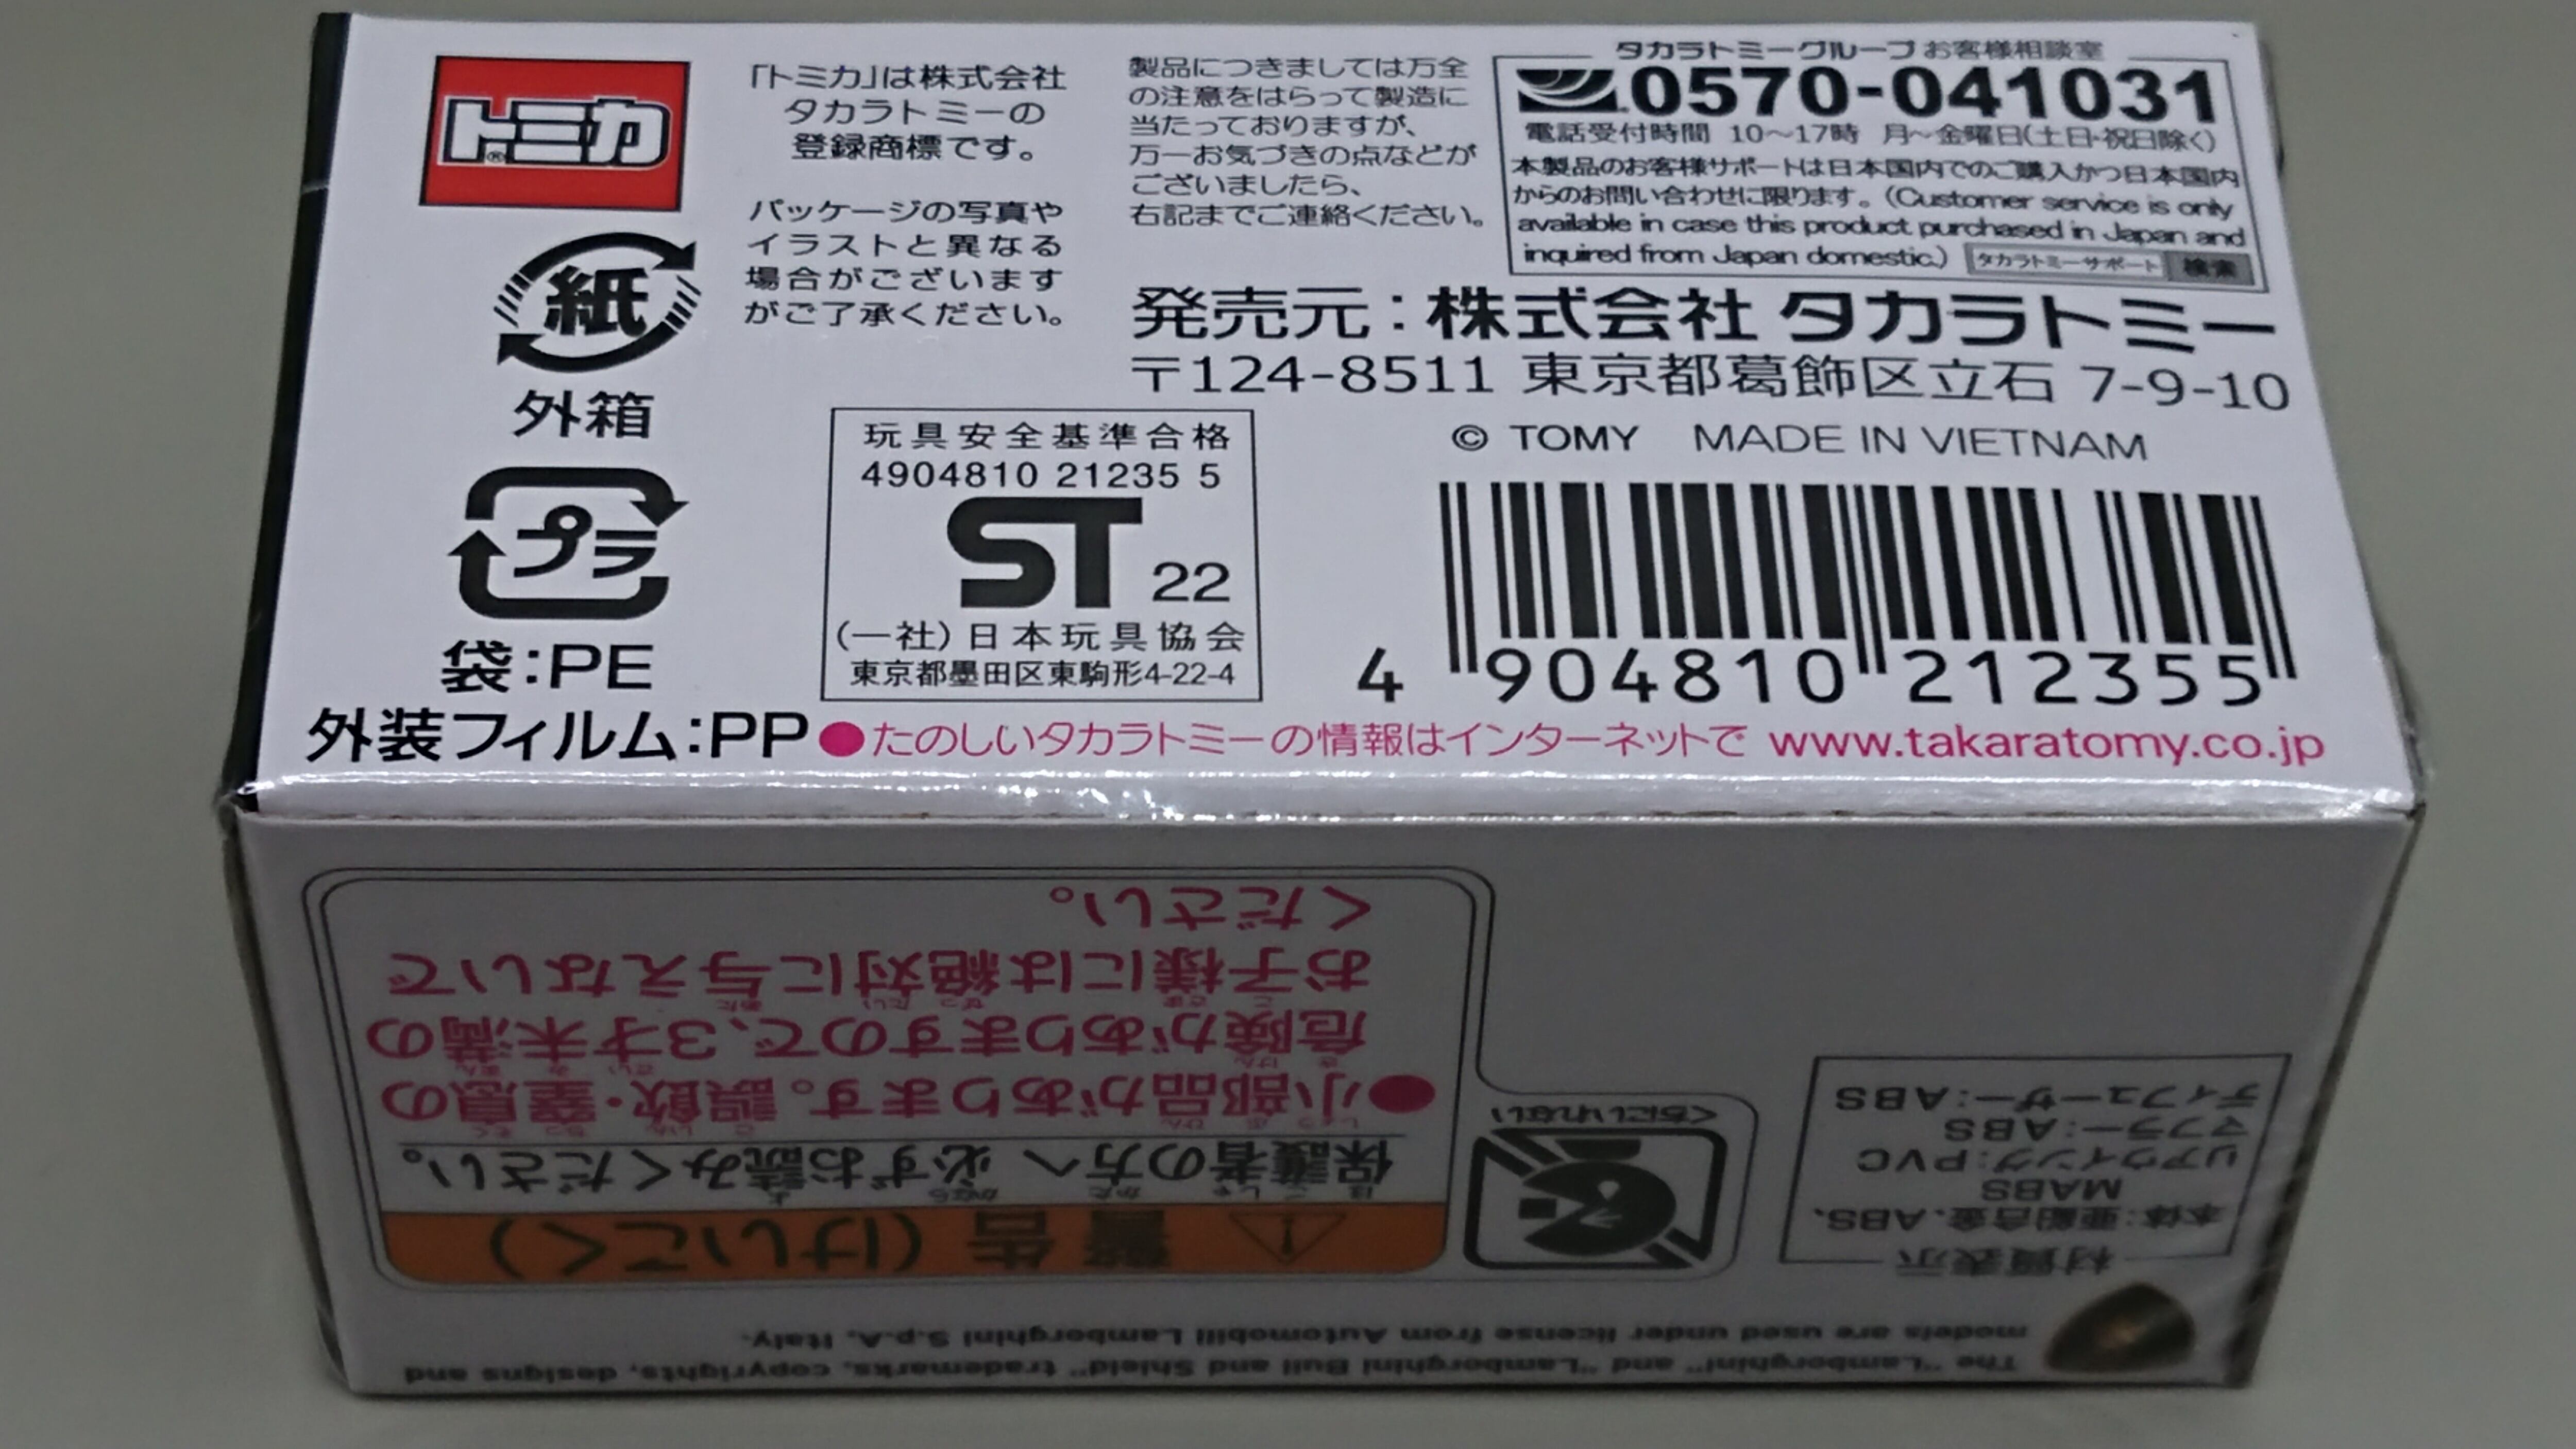 トミカ®
「トミカ」は株式会社
タカラトミーの
登録商標です。
パッケージの写真や
イラストと異なる
場合がございます
がご了承ください。
製品につきましては万全
の注意をはらって製造に
当たっておりますが、
万一お気づきの点などが
ございましたら、
右記までご連絡ください。
タカラトミーグループ お客様相談室
0570-041031
電話受付時間 10～17時 月～金曜日(土日・祝日除く)
本製品のお客様サポートは日本国内でのご購入かつ日本国内
からのお問い合わせに限ります。(Customer service is only
available in case this product purchased in Japan and
inquired from Japan domestic.) タカラトミーサポート 検索
発売元：株式会社 タカラトミー
〒124-8511 東京都葛飾区立石 7-9-10
© TOMY MADE IN VIETNAM
紙
外箱
プラ
袋：PE
外装フィルム：PP
玩具安全基準合格
4904810 21235 5
ST 22
(一社)日本玩具協会
東京都墨田区東駒形4-22-4
4 904810 212355
●たのしいタカラトミーの情報はインターネットで www.takaratomy.co.jp
The "Lamborghini" and "Lamborghini Bull and Shield" trademarks, copyrights, designs and
models are used under license from Automobili Lamborghini S.p.A. Italy.
材質表示
本体：亜鉛合金、ABS、
MABS
リアウイング：PVC
マフラー：ABS
ディフューザー：ABS
警告(けいこく)
保護者の方へ 必ずお読みください。
●小部品があります。誤飲・窒息の
危険がありますので、3才未満の
お子様には絶対に与えないで
ください。
くちにいれない